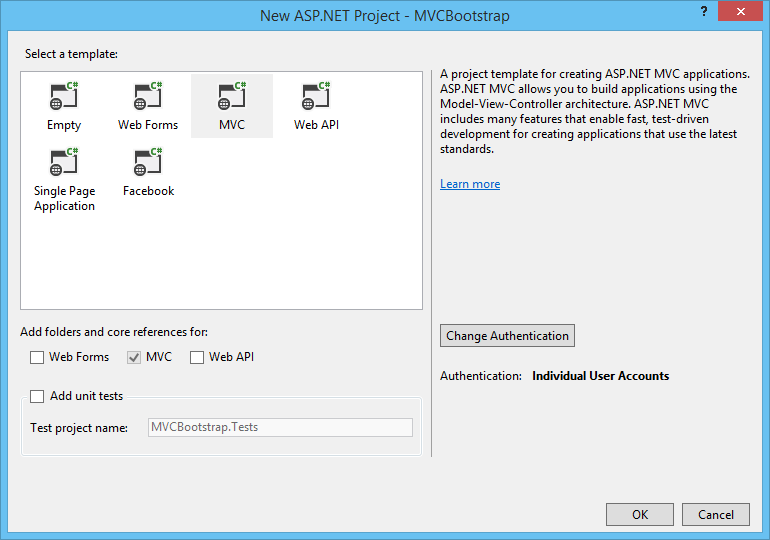 New ASP.NET Project - MVCBootstrap
?
Select a template:
C# C# C# C#
Empty Web Forms MVC Web API
C# C#
Single Page Facebook
Application
A project template for creating ASP.NET MVC applications.
ASP.NET MVC allows you to build applications using the
Model-View-Controller architecture. ASP.NET MVC
includes many features that enable fast, test-driven
development for creating applications that use the latest
standards.
Learn more
Add folders and core references for:
Web Forms MVC Web API
Add unit tests
Test project name: MVCBootstrap.Tests
Change Authentication
Authentication: Individual User Accounts
OK Cancel